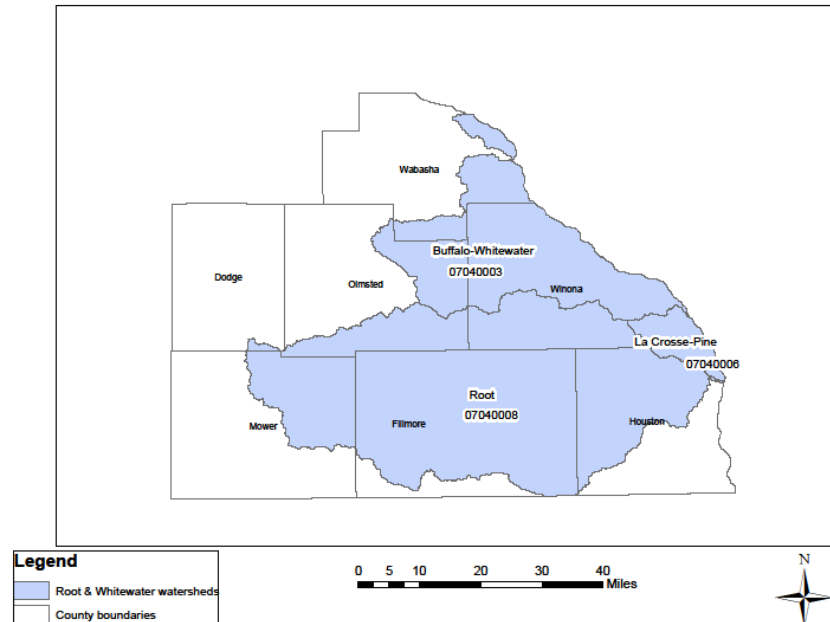 Wabasha
Buffalo-Whitewater
07040003
Dodge
Olmsted
Winona
La Crosse-Pine
07040006
Root
07040008
Mower
Fillmore
Houston
Legend
Root & Whitewater watersheds
County boundaries
0 5 10 20 30 40
Miles
N